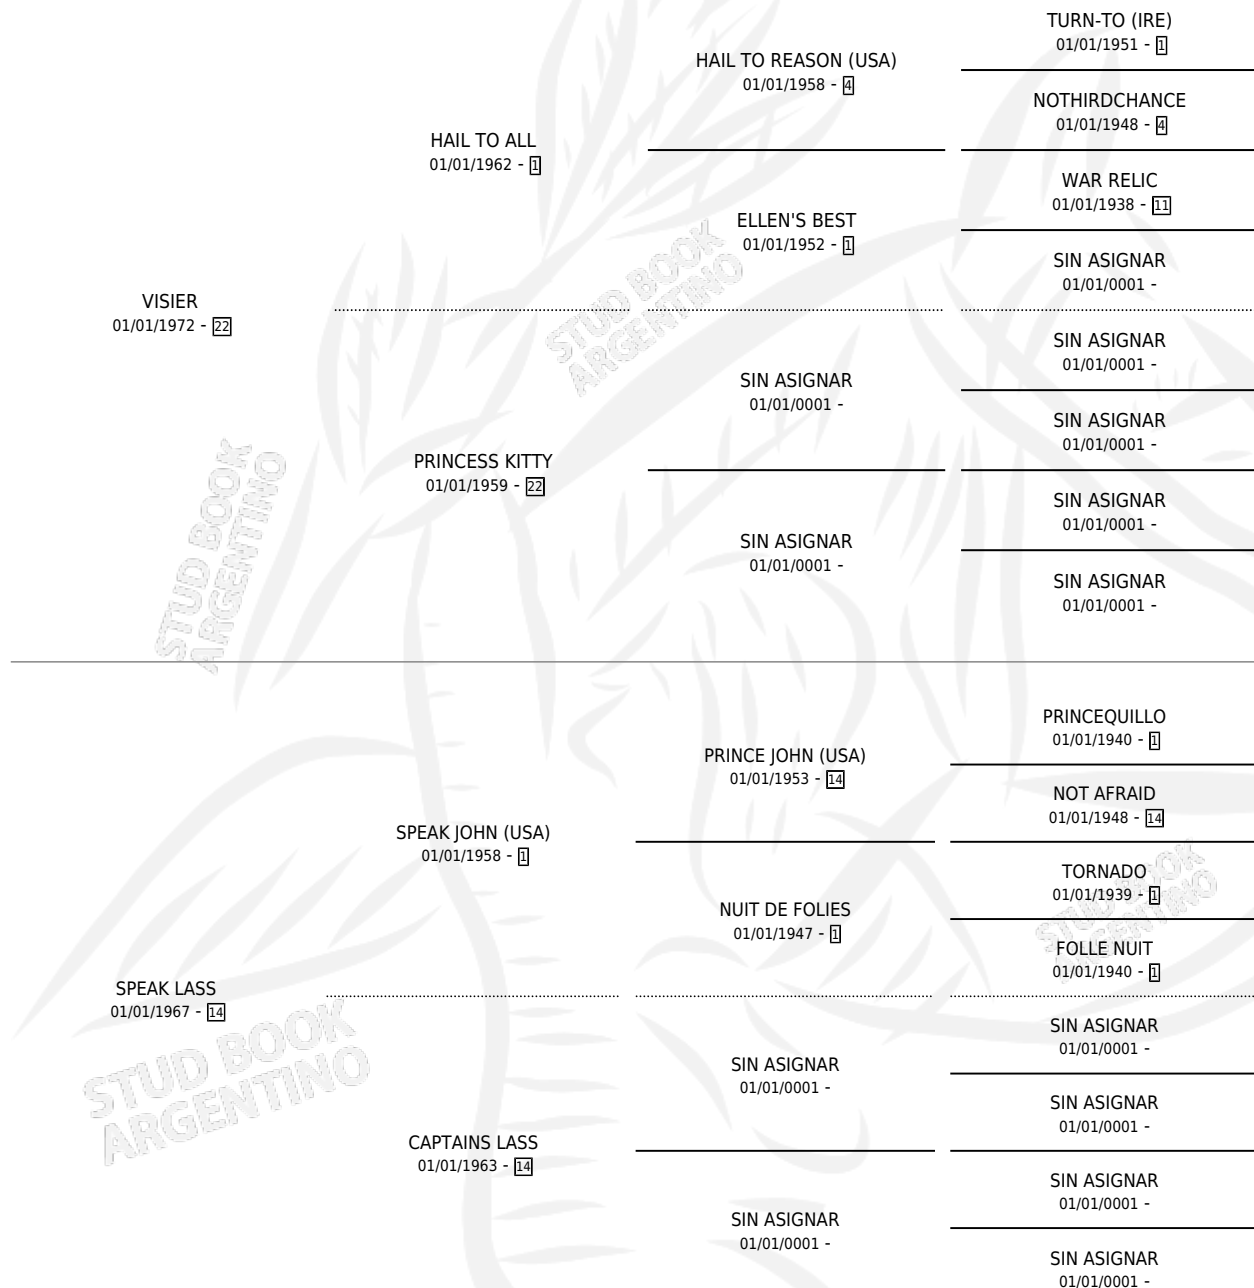 TURN-TO (IRE)
01/01/1951 - 1
HAIL TO REASON (USA)
01/01/1958 - 4
NOTHIRDCHANCE
01/01/1948 - 4
HAIL TO ALL
01/01/1962 - 1
WAR RELIC
01/01/1938 - 11
ELLEN'S BEST
01/01/1952 - 1
SIN ASIGNAR
01/01/0001 -
VISIER
01/01/1972 - 22
SIN ASIGNAR
01/01/0001 -
SIN ASIGNAR
01/01/0001 -
SIN ASIGNAR
01/01/0001 -
PRINCESS KITTY
01/01/1959 - 22
SIN ASIGNAR
01/01/0001 -
SIN ASIGNAR
01/01/0001 -
SIN ASIGNAR
01/01/0001 -
STUD BOOK
ARGENTINO
STUD BOOK
ARGENTINO
PRINCEQUILLO
01/01/1940 - 1
PRINCE JOHN (USA)
01/01/1953 - 14
NOT AFRAID
01/01/1948 - 14
SPEAK JOHN (USA)
01/01/1958 - 1
TORNADO
01/01/1939 - 1
NUIT DE FOLIES
01/01/1947 - 1
FOLLE NUIT
01/01/1940 - 1
SPEAK LASS
01/01/1967 - 14
SIN ASIGNAR
01/01/0001 -
SIN ASIGNAR
01/01/0001 -
SIN ASIGNAR
01/01/0001 -
CAPTAINS LASS
01/01/1963 - 14
SIN ASIGNAR
01/01/0001 -
SIN ASIGNAR
01/01/0001 -
SIN ASIGNAR
01/01/0001 -
STUD BOOK
ARGENTINO
STUD BOOK
ARGENTINO